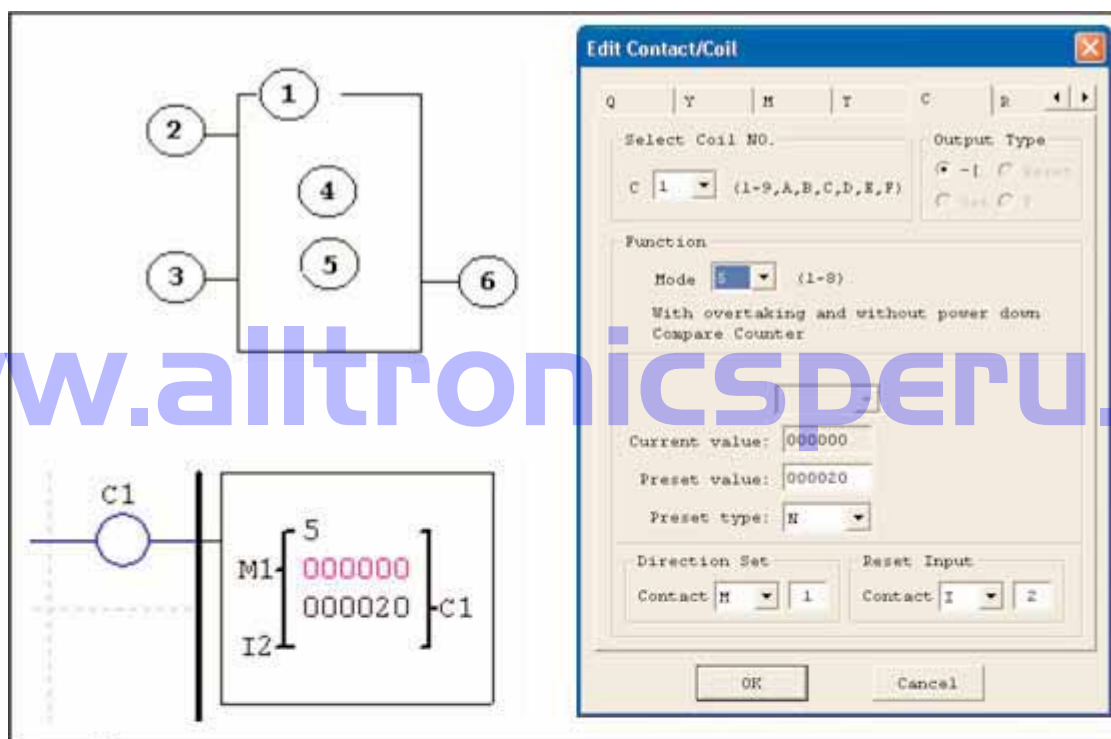 1
2
4
3
5
6
C1
5
M1
000000
000020
C1
I2
Edit Contact/Coil
Q Y M T C R
Select Coil NO.
C 1 (1-9,A,B,C,D,E,F)
Output Type
-[ Reset
Set P
Function
Mode 5 (1-8)
With overtaking and without power down
Compare Counter
Current value: 000000
Preset value: 000020
Preset type: N
Direction Set
Contact M 1
Reset Input
Contact I 2
OK Cancel
w.alltronicsperu.